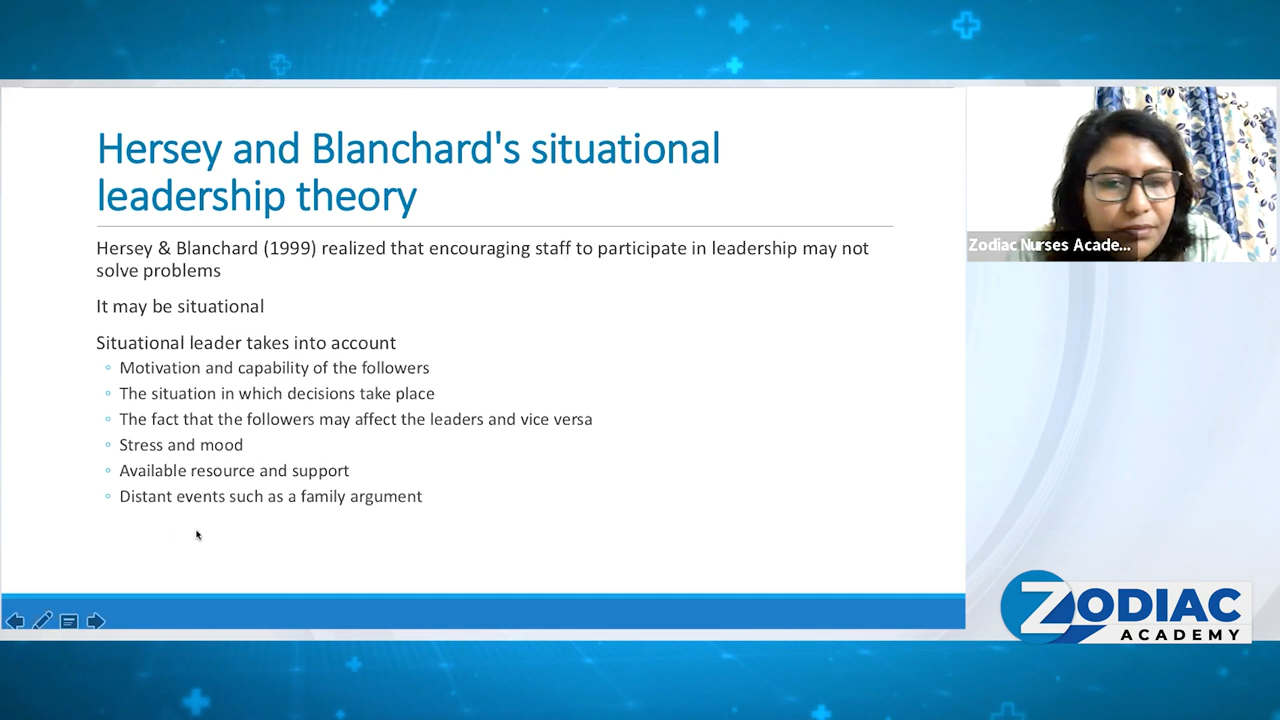 Hersey and Blanchard's situational
leadership theory
Hersey & Blanchard (1999) realized that encouraging staff to participate in leadership may not
solve problems
It may be situational
Situational leader takes into account
Motivation and capability of the followers
The situation in which decisions take place
The fact that the followers may affect the leaders and vice versa
Stress and mood
Available resource and support
Distant events such as a family argument
Zodiac Nurses Acade...
ZODIAC
ACADEMY